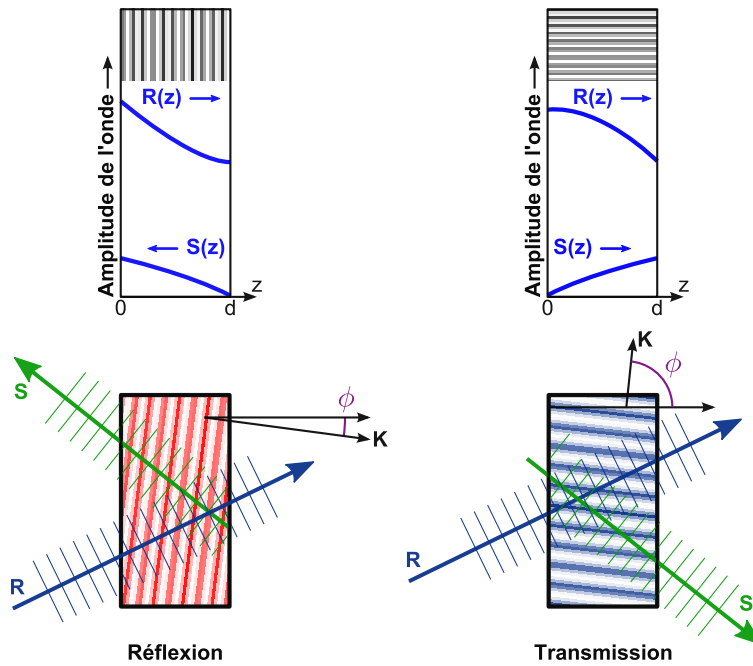 Amplitude de l'onde
R(z)
S(z)
0
d
z
Amplitude de l'onde
R(z)
S(z)
0
d
z
S
R
ϕ
K
Réflexion
K
ϕ
R
S
Transmission